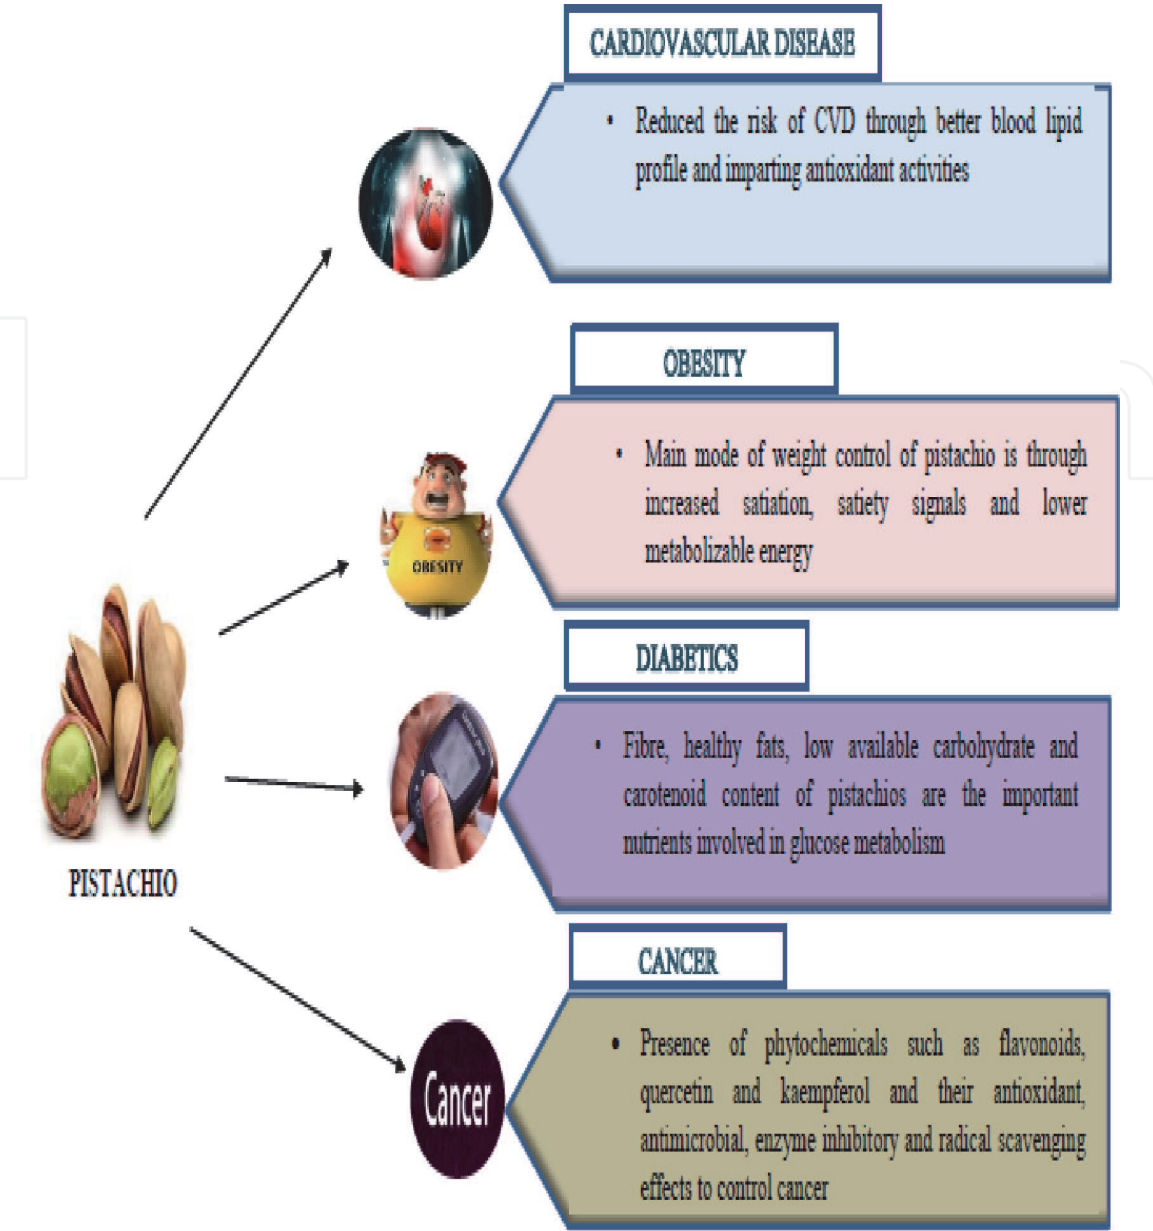 CARDIOVASCULAR DISEASE
• Reduced the risk of CVD through better blood lipid
profile and imparting antioxidant activities
OBESITY
• Main mode of weight control of pistachio is through
increased satiation, satiety signals and lower
metabolizable energy
OBESITY
DIABETICS
• Fibre, healthy fats, low available carbohydrate and
carotenoid content of pistachios are the important
nutrients involved in glucose metabolism
PISTACHIO
CANCER
• Presence of phytochemicals such as flavonoids,
quercetin and kaempferol and their antioxidant,
antimicrobial, enzyme inhibitory and radical scavenging
effects to control cancer
Cancer